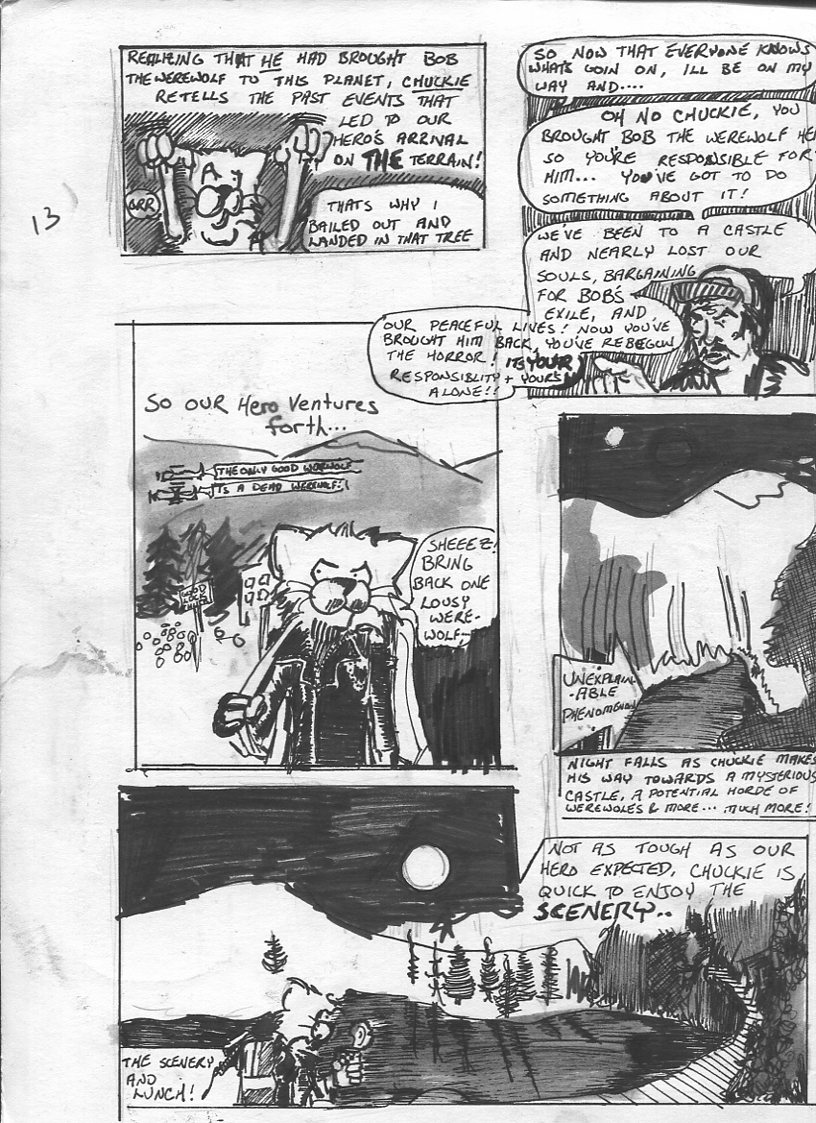 REALIZING THAT HE HAD BROUGHT BOB
THE WEREWOLF TO THIS PLANET, CHUCKIE
RETELLS THE PAST EVENTS THAT
LED TO OUR
HERO'S ARRIVAL
ON THE TERRAIN!
GRR
THATS WHY I
BAILED OUT AND
LANDED IN THAT TREE
13
SO NOW THAT EVERYONE KNOWS
WHAT'S GOIN ON, ILL BE ON MY
WAY AND....
OH NO CHUCKIE, YOU
BROUGHT BOB THE WEREWOLF HE
SO YOU'RE RESPONSIBLE FOR
HIM... YOU'VE GOT TO DO
SOMETHING ABOUT IT!
WE'VE BEEN TO A CASTLE
AND NEARLY LOST OUR
SOULS, BARGAINING
FOR BOB'S
EXILE, AND
OUR PEACEFUL LIVES! NOW YOU'VE
BROUGHT HIM BACK, YOU'VE REBEGUN
THE HORROR! ITS YOUR
RESPONSIBLITY + YOURS
ALONE!!
SO OUR Hero Ventures
forth...
THE ONLY GOOD WERWOLF
IS A DEAD WEREWOLF!
GOOD
LUCK
SHEEEZ!
BRING
BACK ONE
LOUSY
WERE-
WOLF--
UNEXPLAIN-
-ABLE
PHENOMENON
NIGHT FALLS AS CHUCKIE MAKES
HIS WAY TOWARDS A MYSTERIOUS
CASTLE, A POTENTIAL HORDE OF
WEREWOLES & MORE... MUCH MORE!
NOT AS TOUGH AS OUR
HERO EXPECTED, CHUCKIE IS
QUICK TO ENJOY THE
SCENERY..
THE SCENERY
AND
LUNCH!